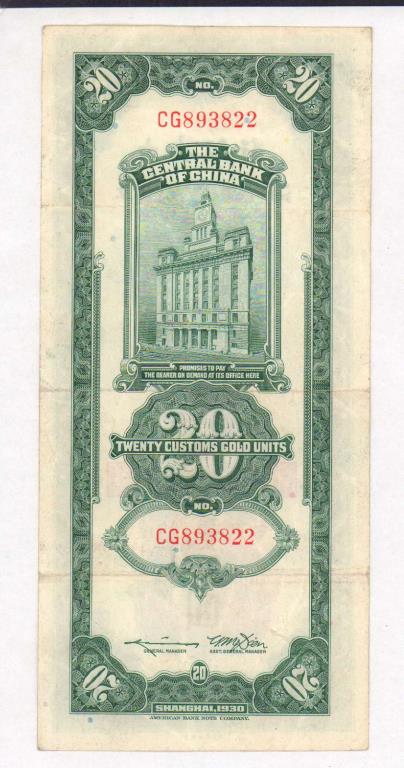 20 20
NO.
CG893822
THE
CENTRAL BANK
OF CHINA
PROMISES TO PAY
THE BEARER ON DEMAND AT ITS OFFICE HERE
20
TWENTY CUSTOMS GOLD UNITS
NO.
CG893822
GENERAL MANAGER ASST. GENERAL MANAGER
20 20 20
SHANGHAI, 1930
AMERICAN BANK NOTE COMPANY.